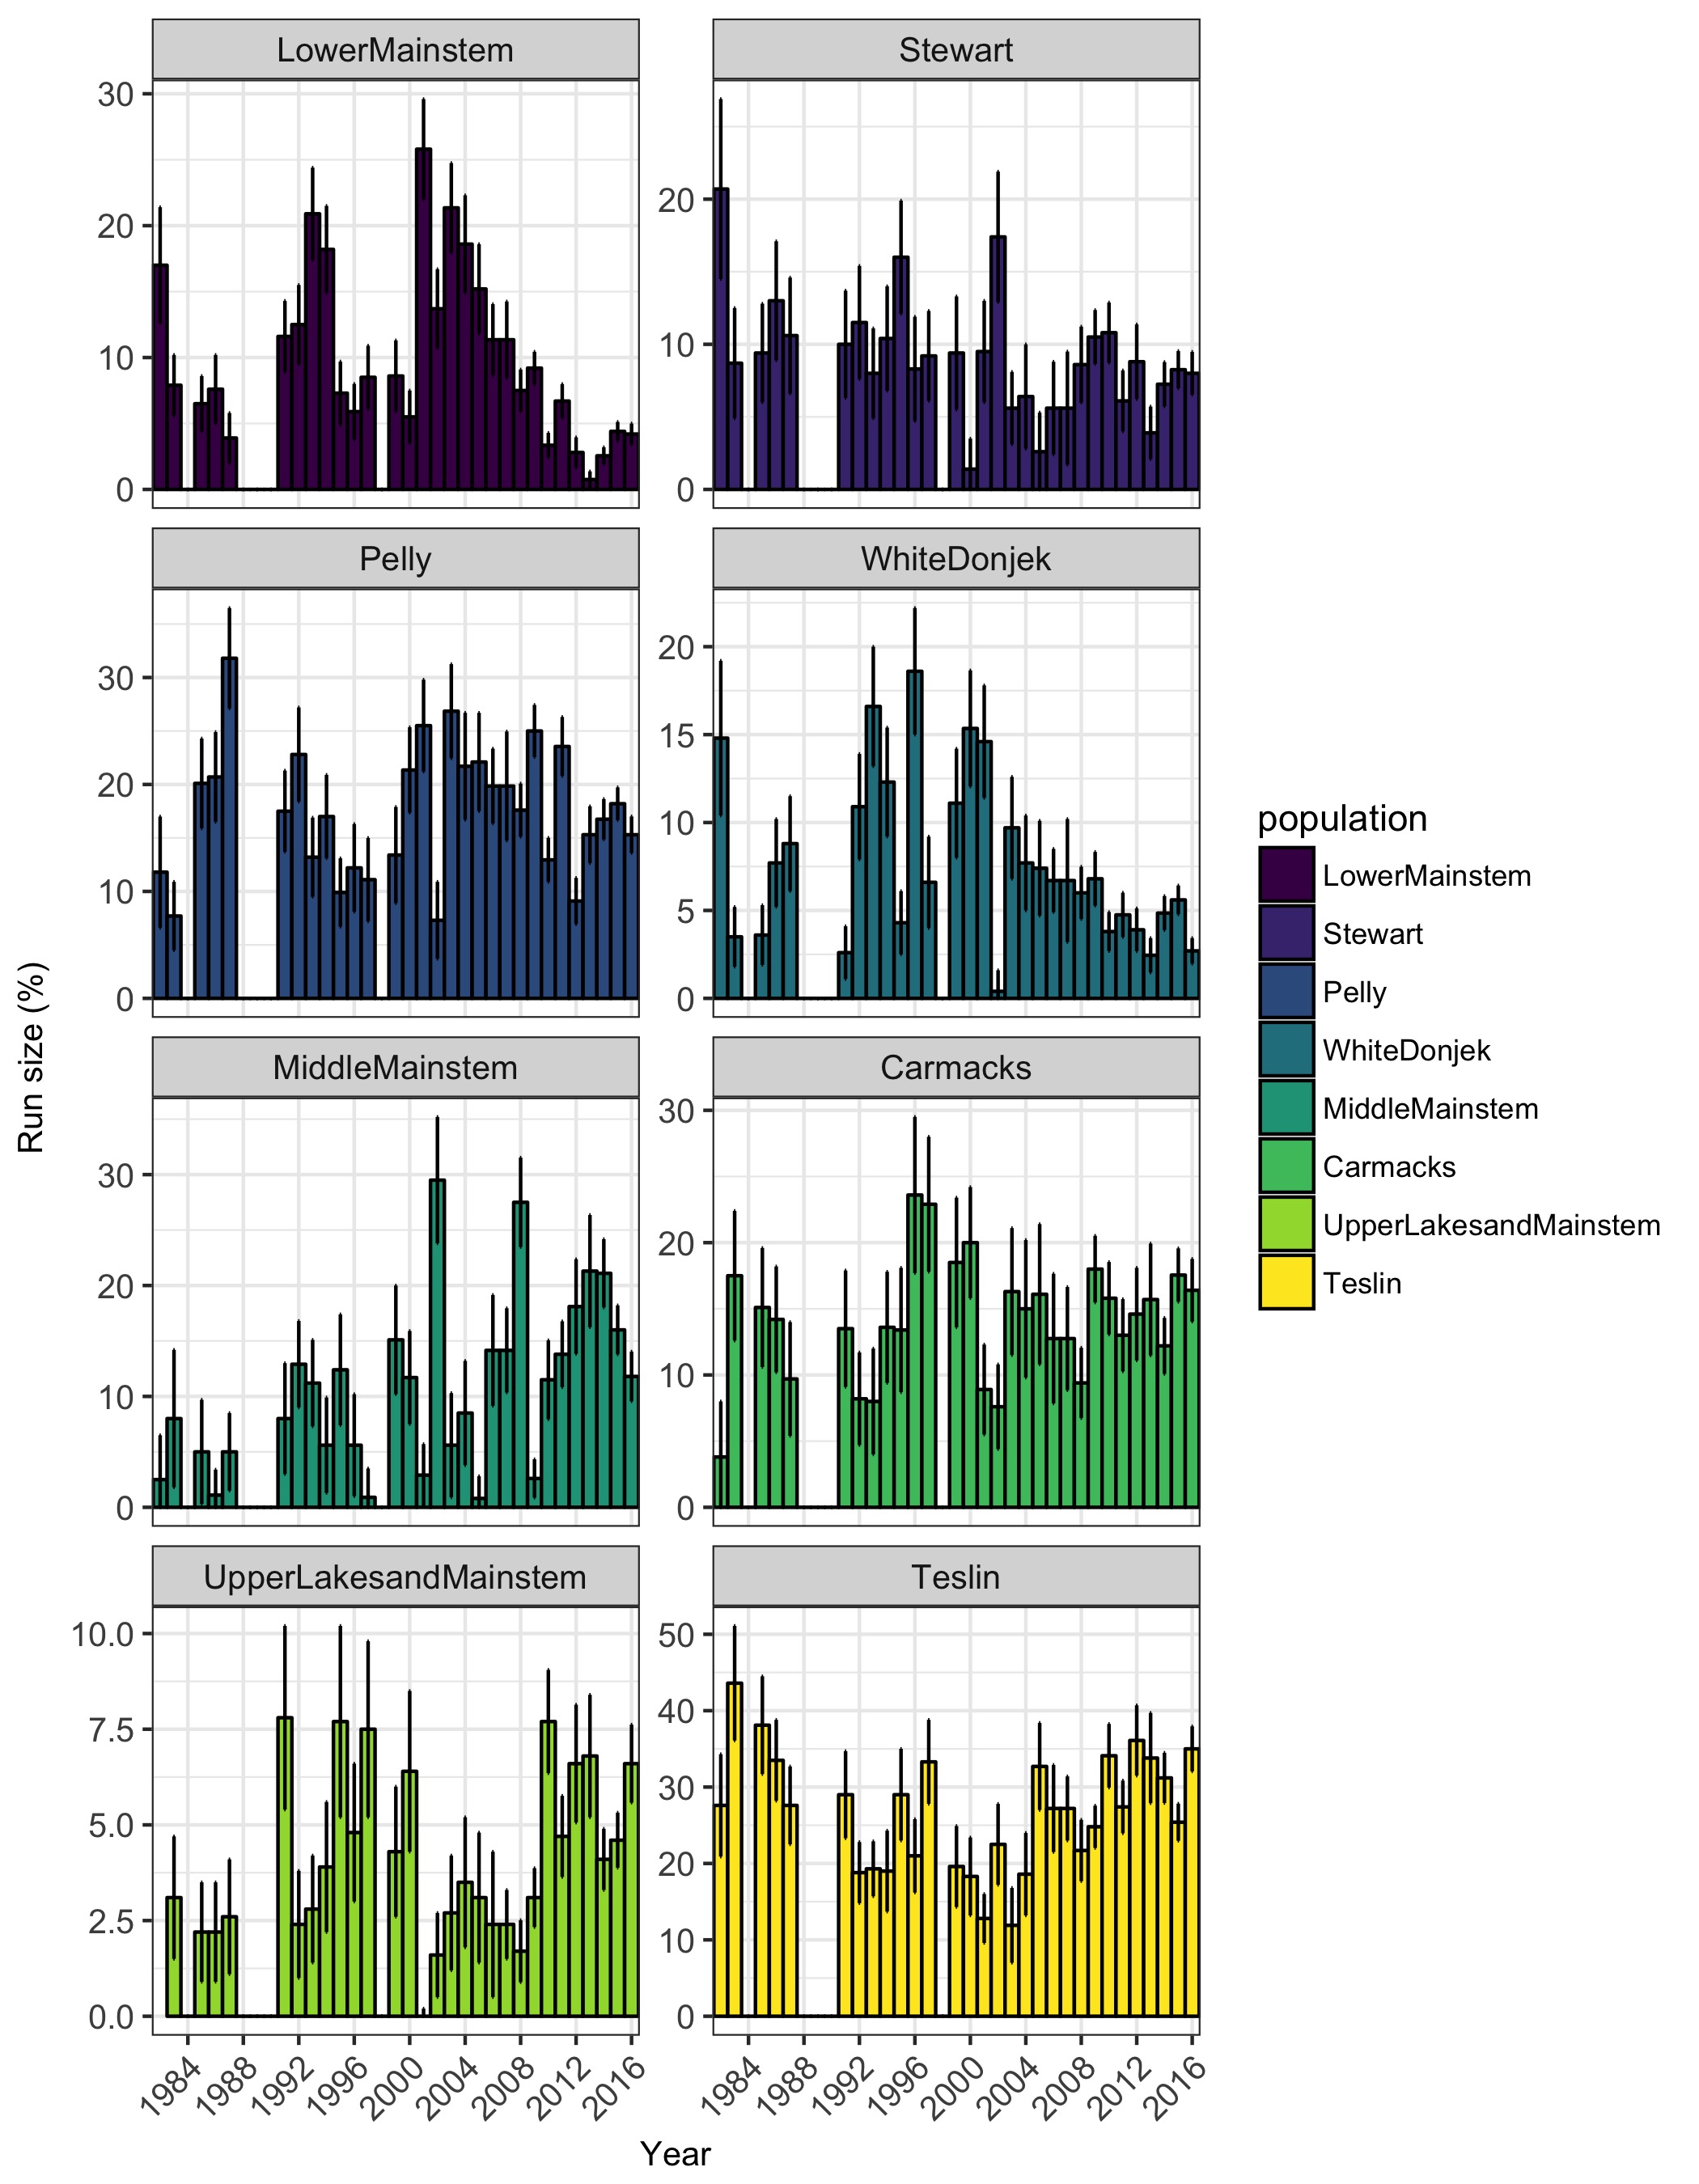 LowerMainstem
Stewart
30
20
10
0
20
10
0
Pelly
WhiteDonjek
30
20
10
0
20
15
10
5
0
MiddleMainstem
Carmacks
30
20
10
0
30
20
10
0
UpperLakesandMainstem
Teslin
10.0
7.5
5.0
2.5
0.0
50
40
30
20
10
0
1984
1988
1992
1996
2000
2004
2008
2012
2016
1984
1988
1992
1996
2000
2004
2008
2012
2016
Year
Run size (%)
population
LowerMainstem
Stewart
Pelly
WhiteDonjek
MiddleMainstem
Carmacks
UpperLakesandMainstem
Teslin